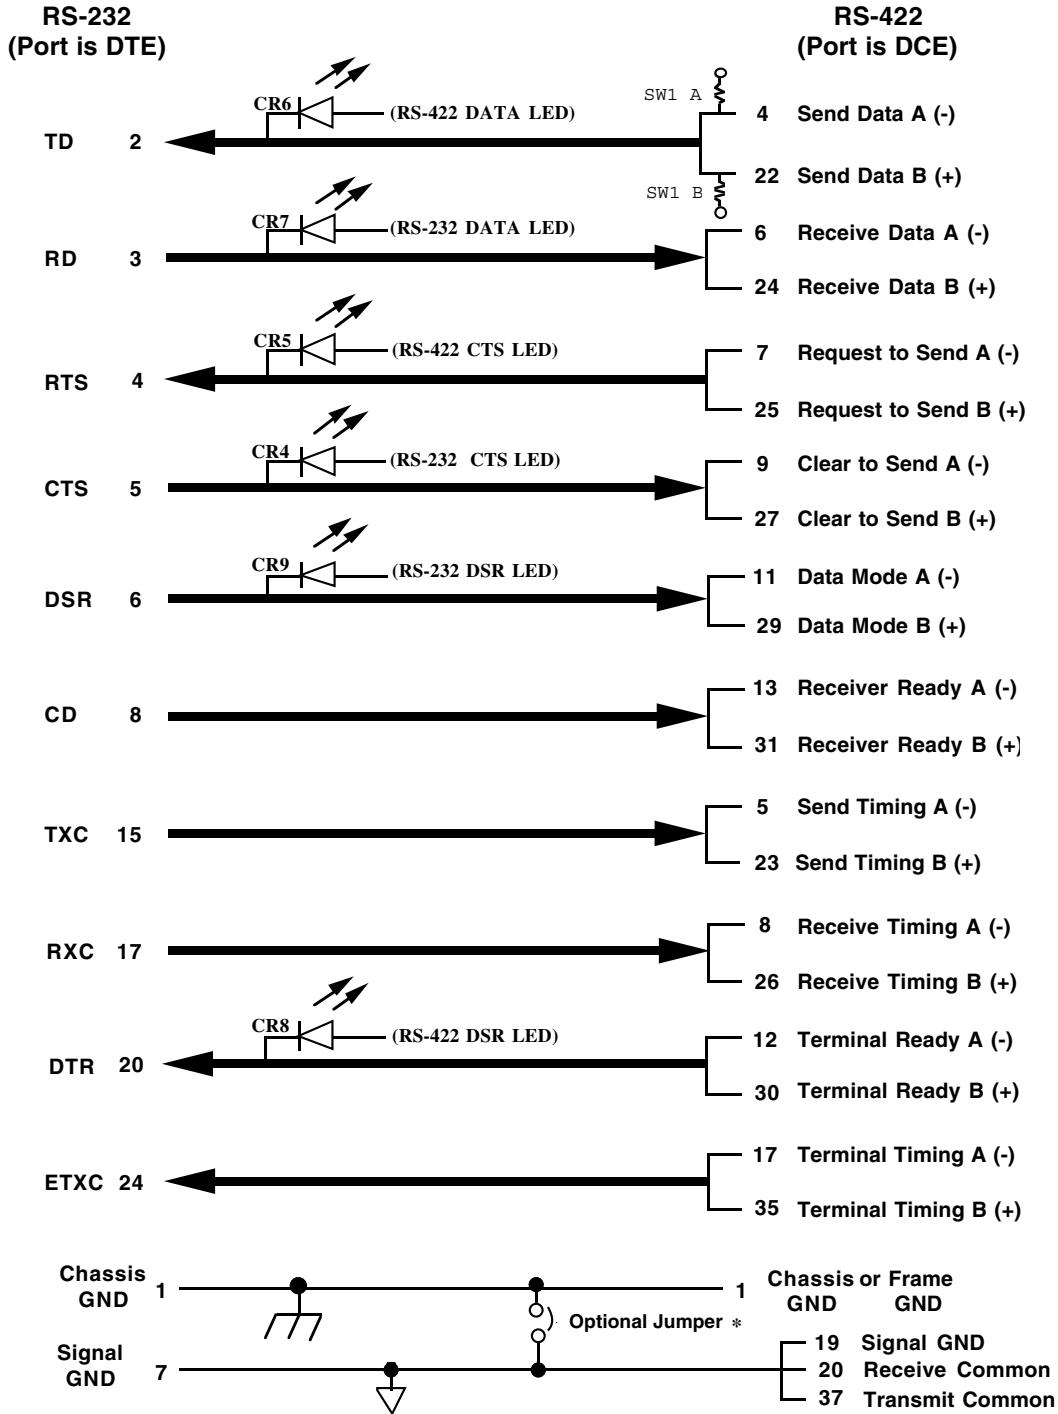 RS-232 RS-422
(Port is DTE) (Port is DCE)
CR6 (RS-422 DATA LED) SW1 A 4 Send Data A (-)
TD 2
SW1 B 22 Send Data B (+)
CR7 (RS-232 DATA LED) 6 Receive Data A (-)
RD 3
24 Receive Data B (+)
CR5 (RS-422 CTS LED) 7 Request to Send A (-)
RTS 4
25 Request to Send B (+)
CR4 (RS-232 CTS LED) 9 Clear to Send A (-)
CTS 5
27 Clear to Send B (+)
CR9 (RS-232 DSR LED) 11 Data Mode A (-)
DSR 6
29 Data Mode B (+)
13 Receiver Ready A (-)
CD 8
31 Receiver Ready B (+)
5 Send Timing A (-)
TXC 15
23 Send Timing B (+)
8 Receive Timing A (-)
RXC 17
26 Receive Timing B (+)
CR8 (RS-422 DSR LED) 12 Terminal Ready A (-)
DTR 20
30 Terminal Ready B (+)
17 Terminal Timing A (-)
ETXC 24
35 Terminal Timing B (+)
Chassis GND 1 1 Chassis or Frame
GND GND
Optional Jumper *
Signal GND 7
19 Signal GND
20 Receive Common
37 Transmit Common